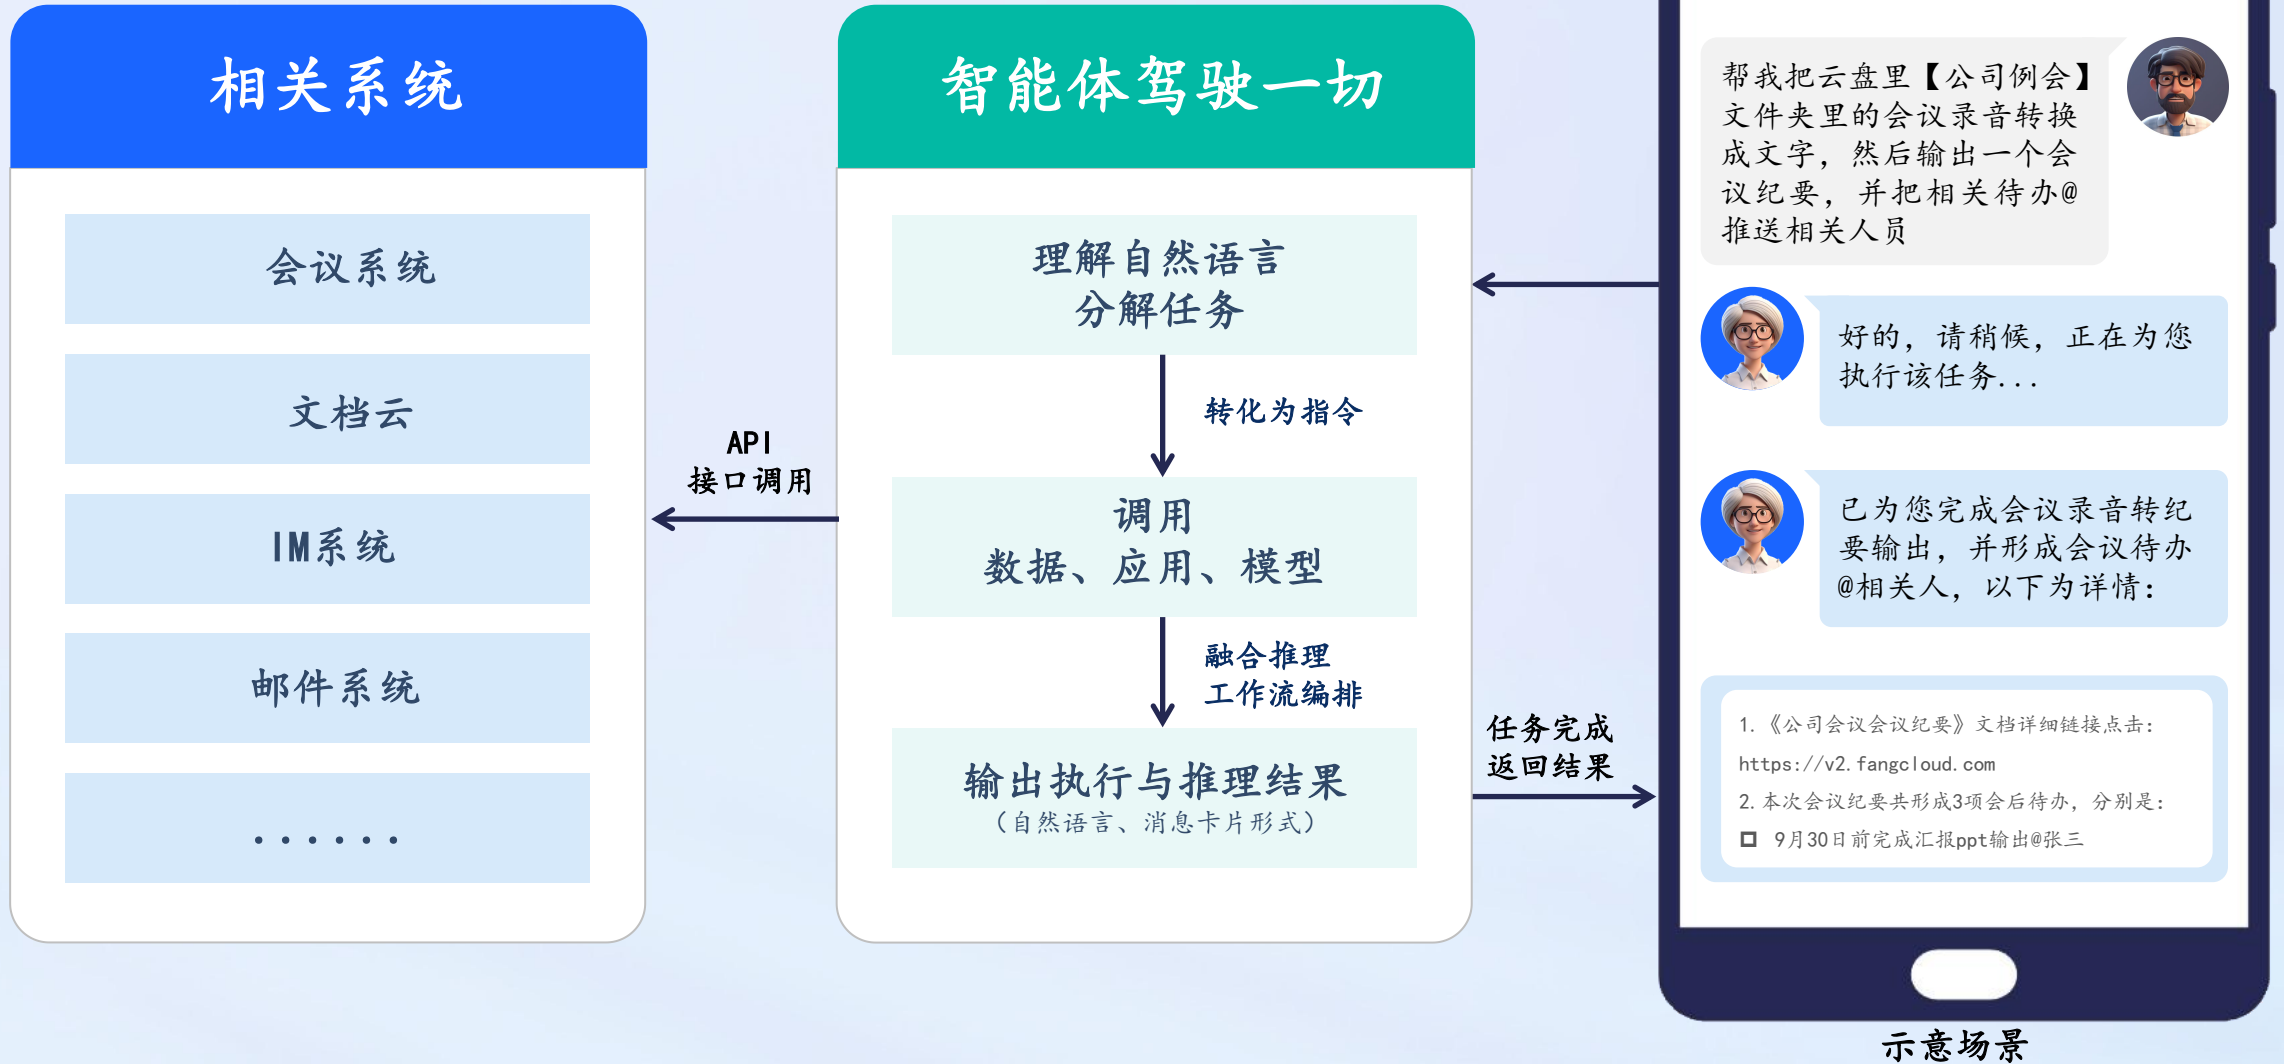 相关系统
会议系统
文档云
IM系统
邮件系统
······
API
接口调用
智能体驾驶一切
理解自然语言
分解任务
转化为指令
调用
数据、应用、模型
融合推理
工作流编排
输出执行与推理结果
（自然语言、消息卡片形式）
任务完成
返回结果
帮我把云盘里【公司例会】
文件夹里的会议录音转换
成文字，然后输出一个会
议纪要，并把相关待办@
推送相关人员
好的，请稍候，正在为您
执行该任务...
已为您完成会议录音转纪
要输出，并形成会议待办
@相关人，以下为详情：
1.《公司会议会议纪要》文档详细链接点击：
https://v2.fangcloud.com
2.本次会议纪要共形成3项会后待办，分别是：
9月30日前完成汇报ppt输出@张三
示意场景